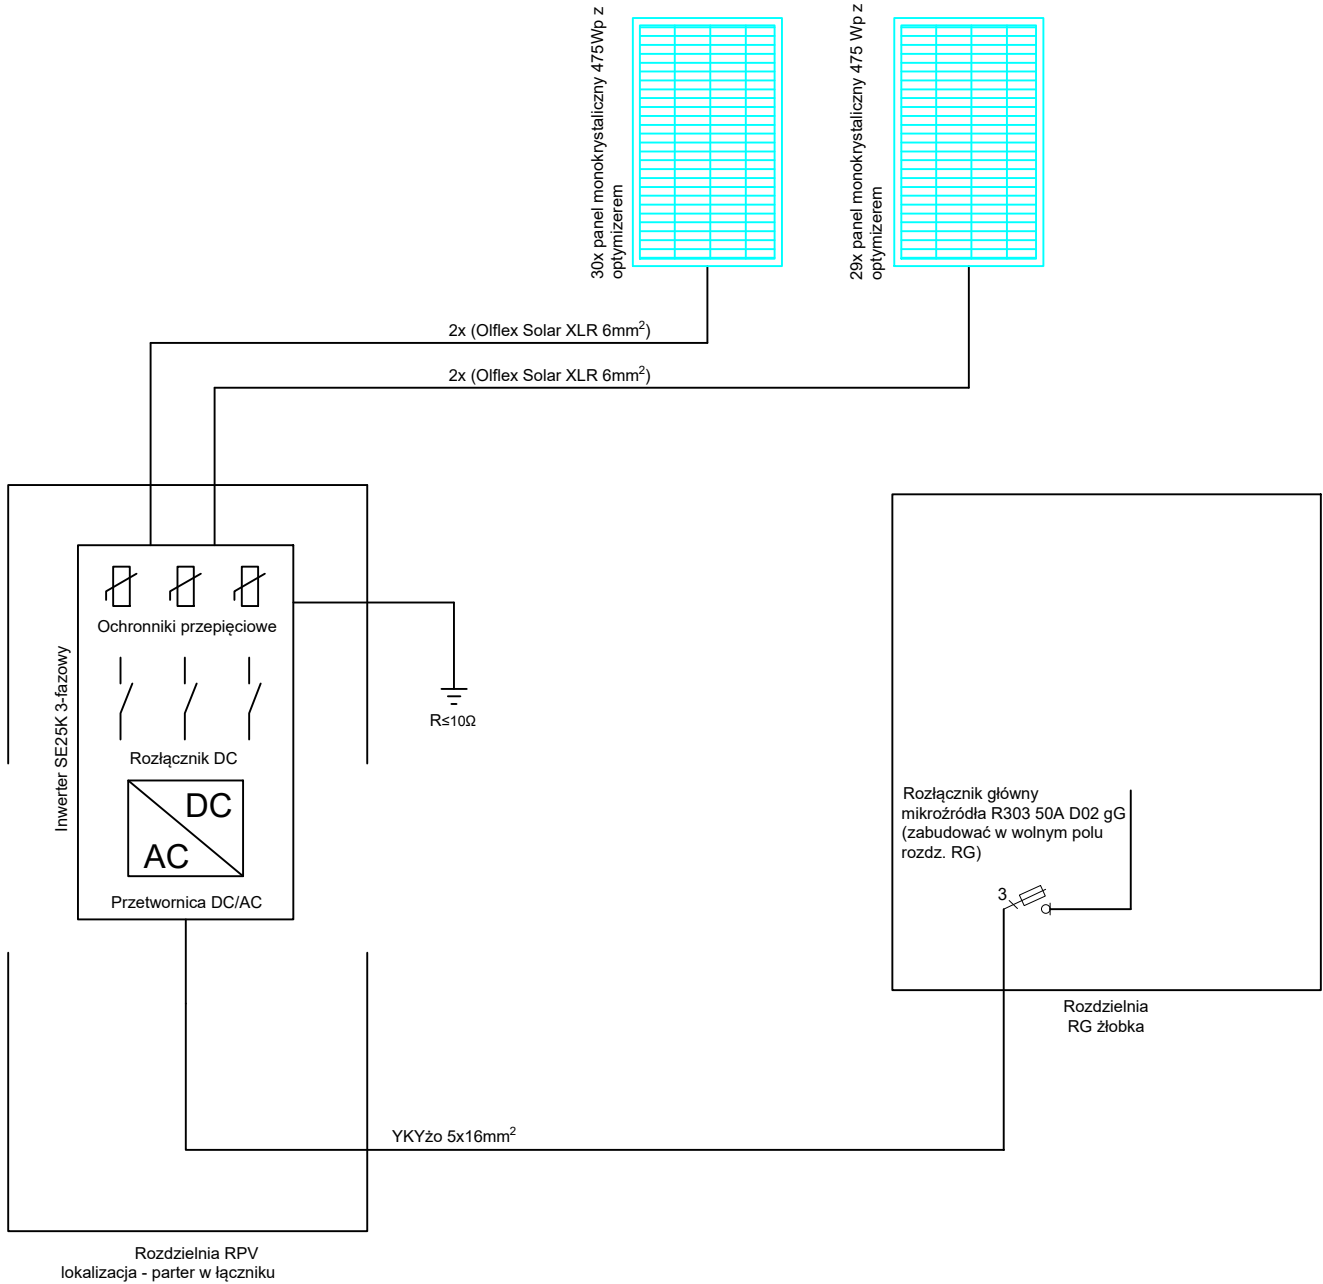 30x panel monokrystaliczny 475Wp z
optymizerem
29x panel monokrystaliczny 475 Wp z
optymizerem
2x (Olflex Solar XLR 6mm²)
2x (Olflex Solar XLR 6mm²)
Inwerter SE25K 3-fazowy
Ochronniki przepięciowe
R≤10Ω
Rozłącznik DC
DC
AC
Przetwornica DC/AC
Rozłącznik główny
mikroźródła R303 50A D02 gG
(zabudować w wolnym polu
rozdz. RG)
3
Rozdzielnia
RG żłobka
YKYżo 5x16mm²
Rozdzielnia RPV
lokalizacja - parter w łączniku